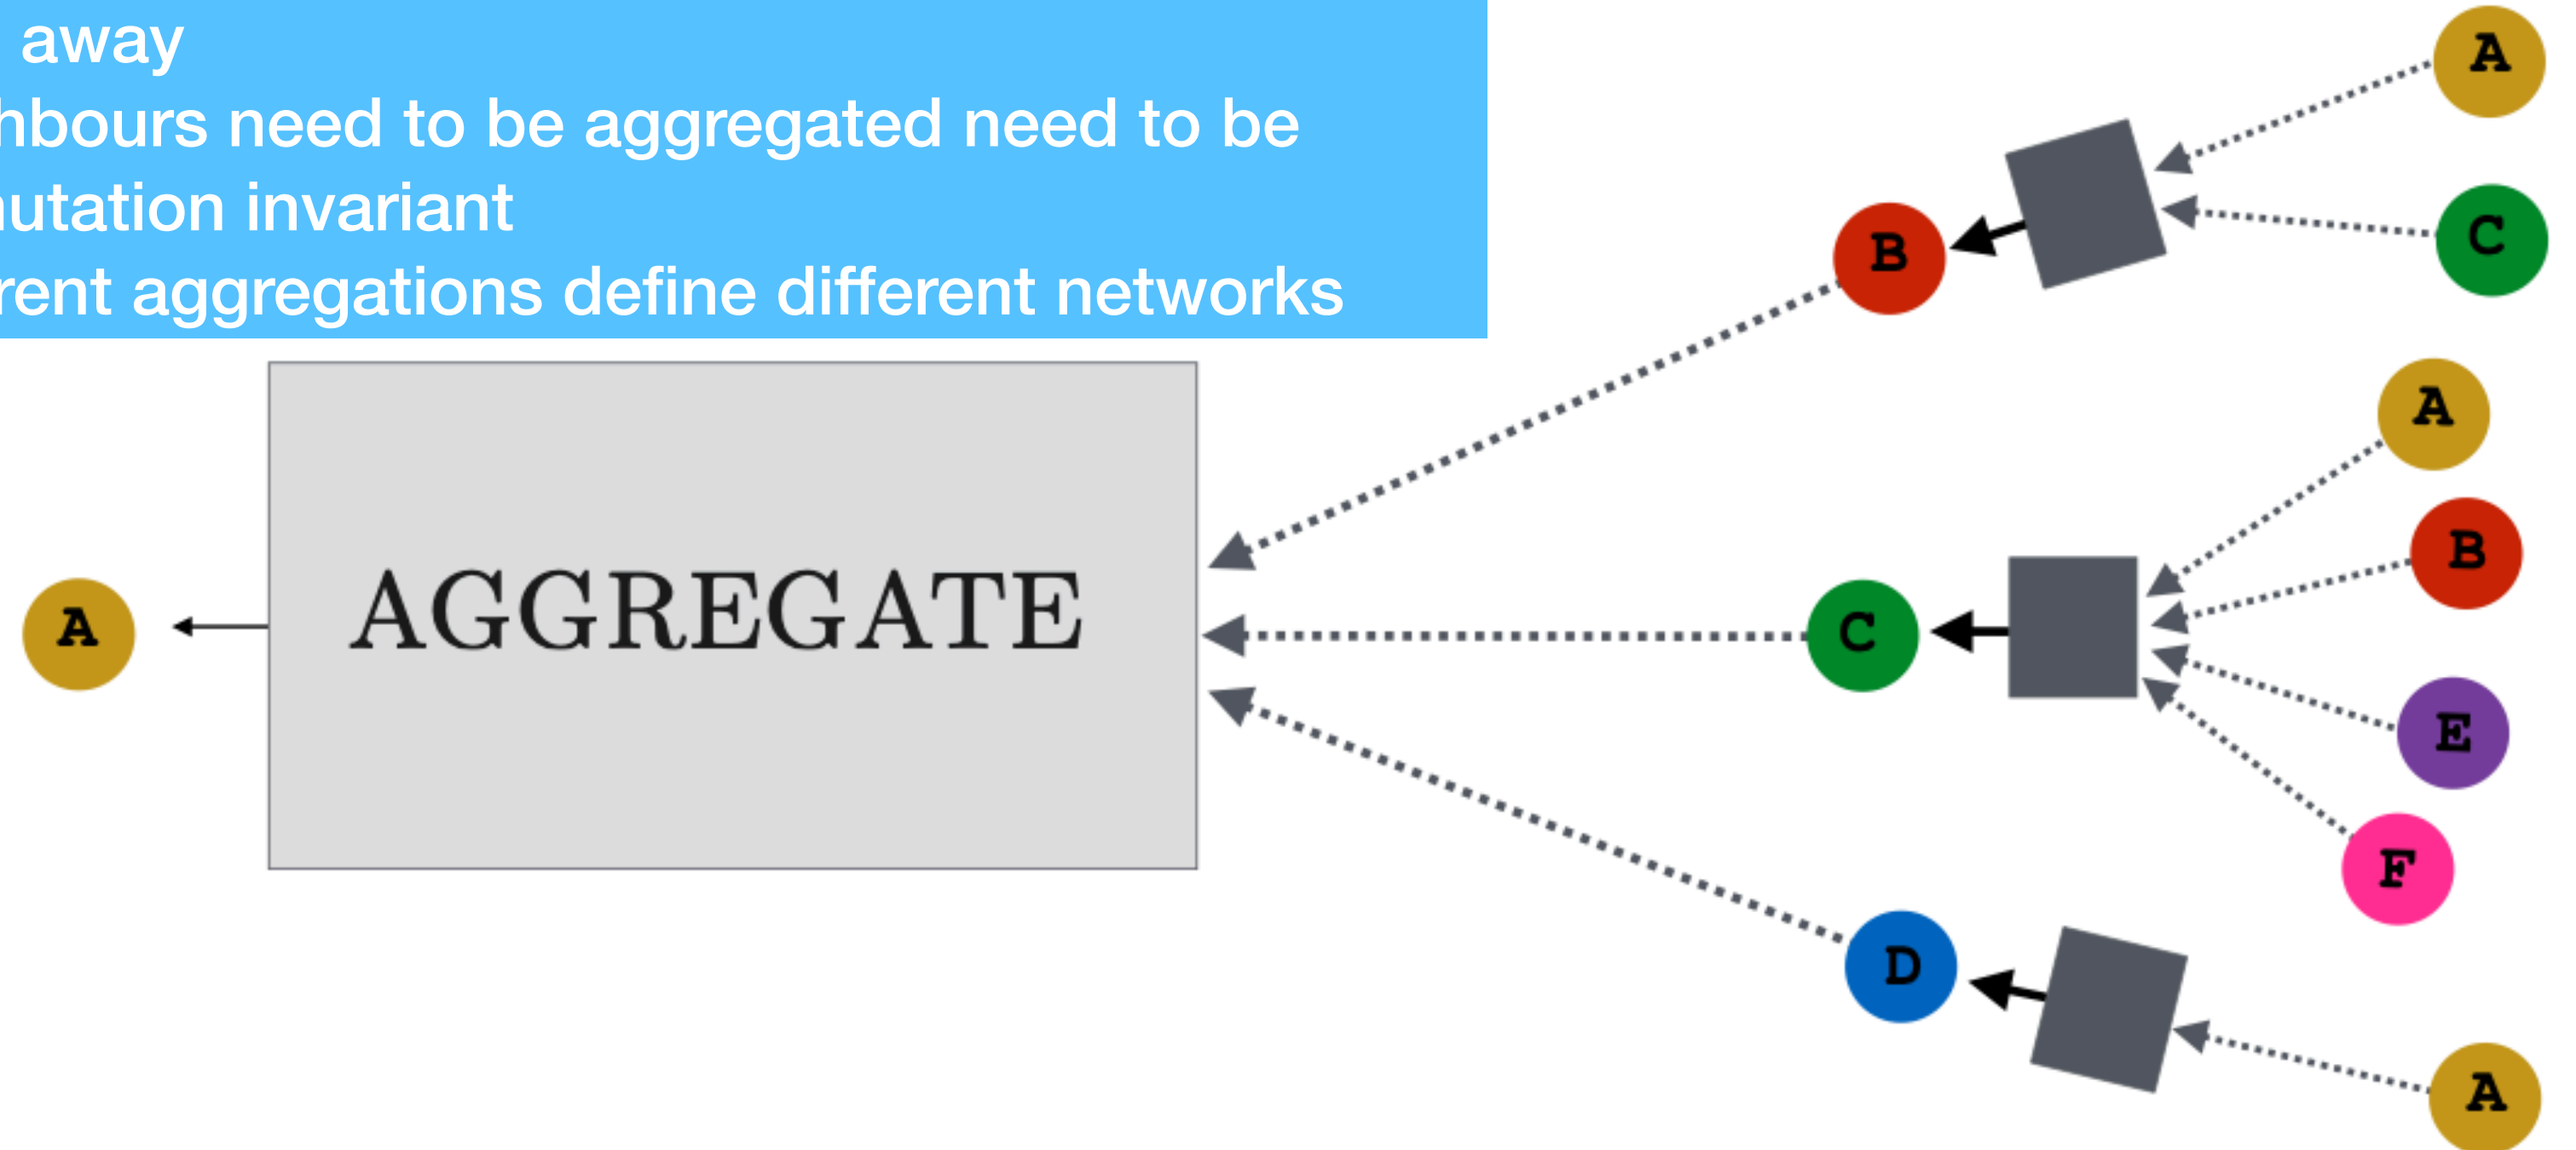 away
hbours need to be aggregated need to be
utation invariant
rent aggregations define different networks
A
C
B
A
B
AGGREGATE
A
C
E
F
D
A